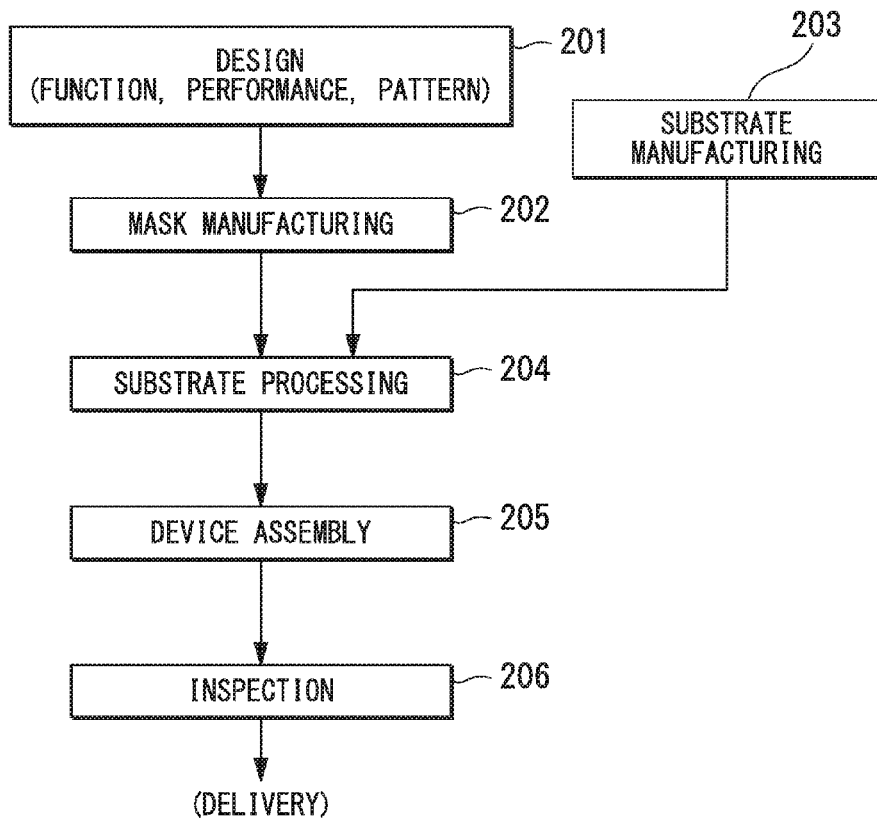 DESIGN
(FUNCTION, PERFORMANCE, PATTERN)
201
203
SUBSTRATE
MANUFACTURING
MASK MANUFACTURING
202
SUBSTRATE PROCESSING
204
DEVICE ASSEMBLY
205
INSPECTION
206
(DELIVERY)